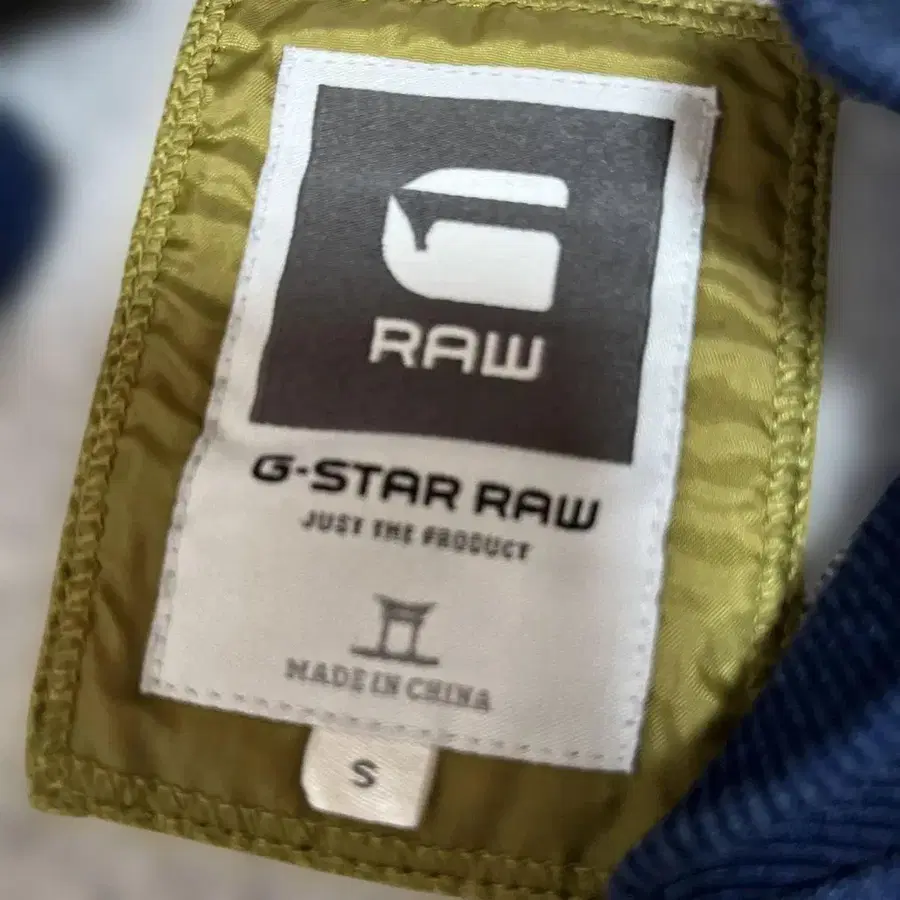 RAW
G-STAR RAW
JUST THE PRODUCT
MADE IN CHINA
S